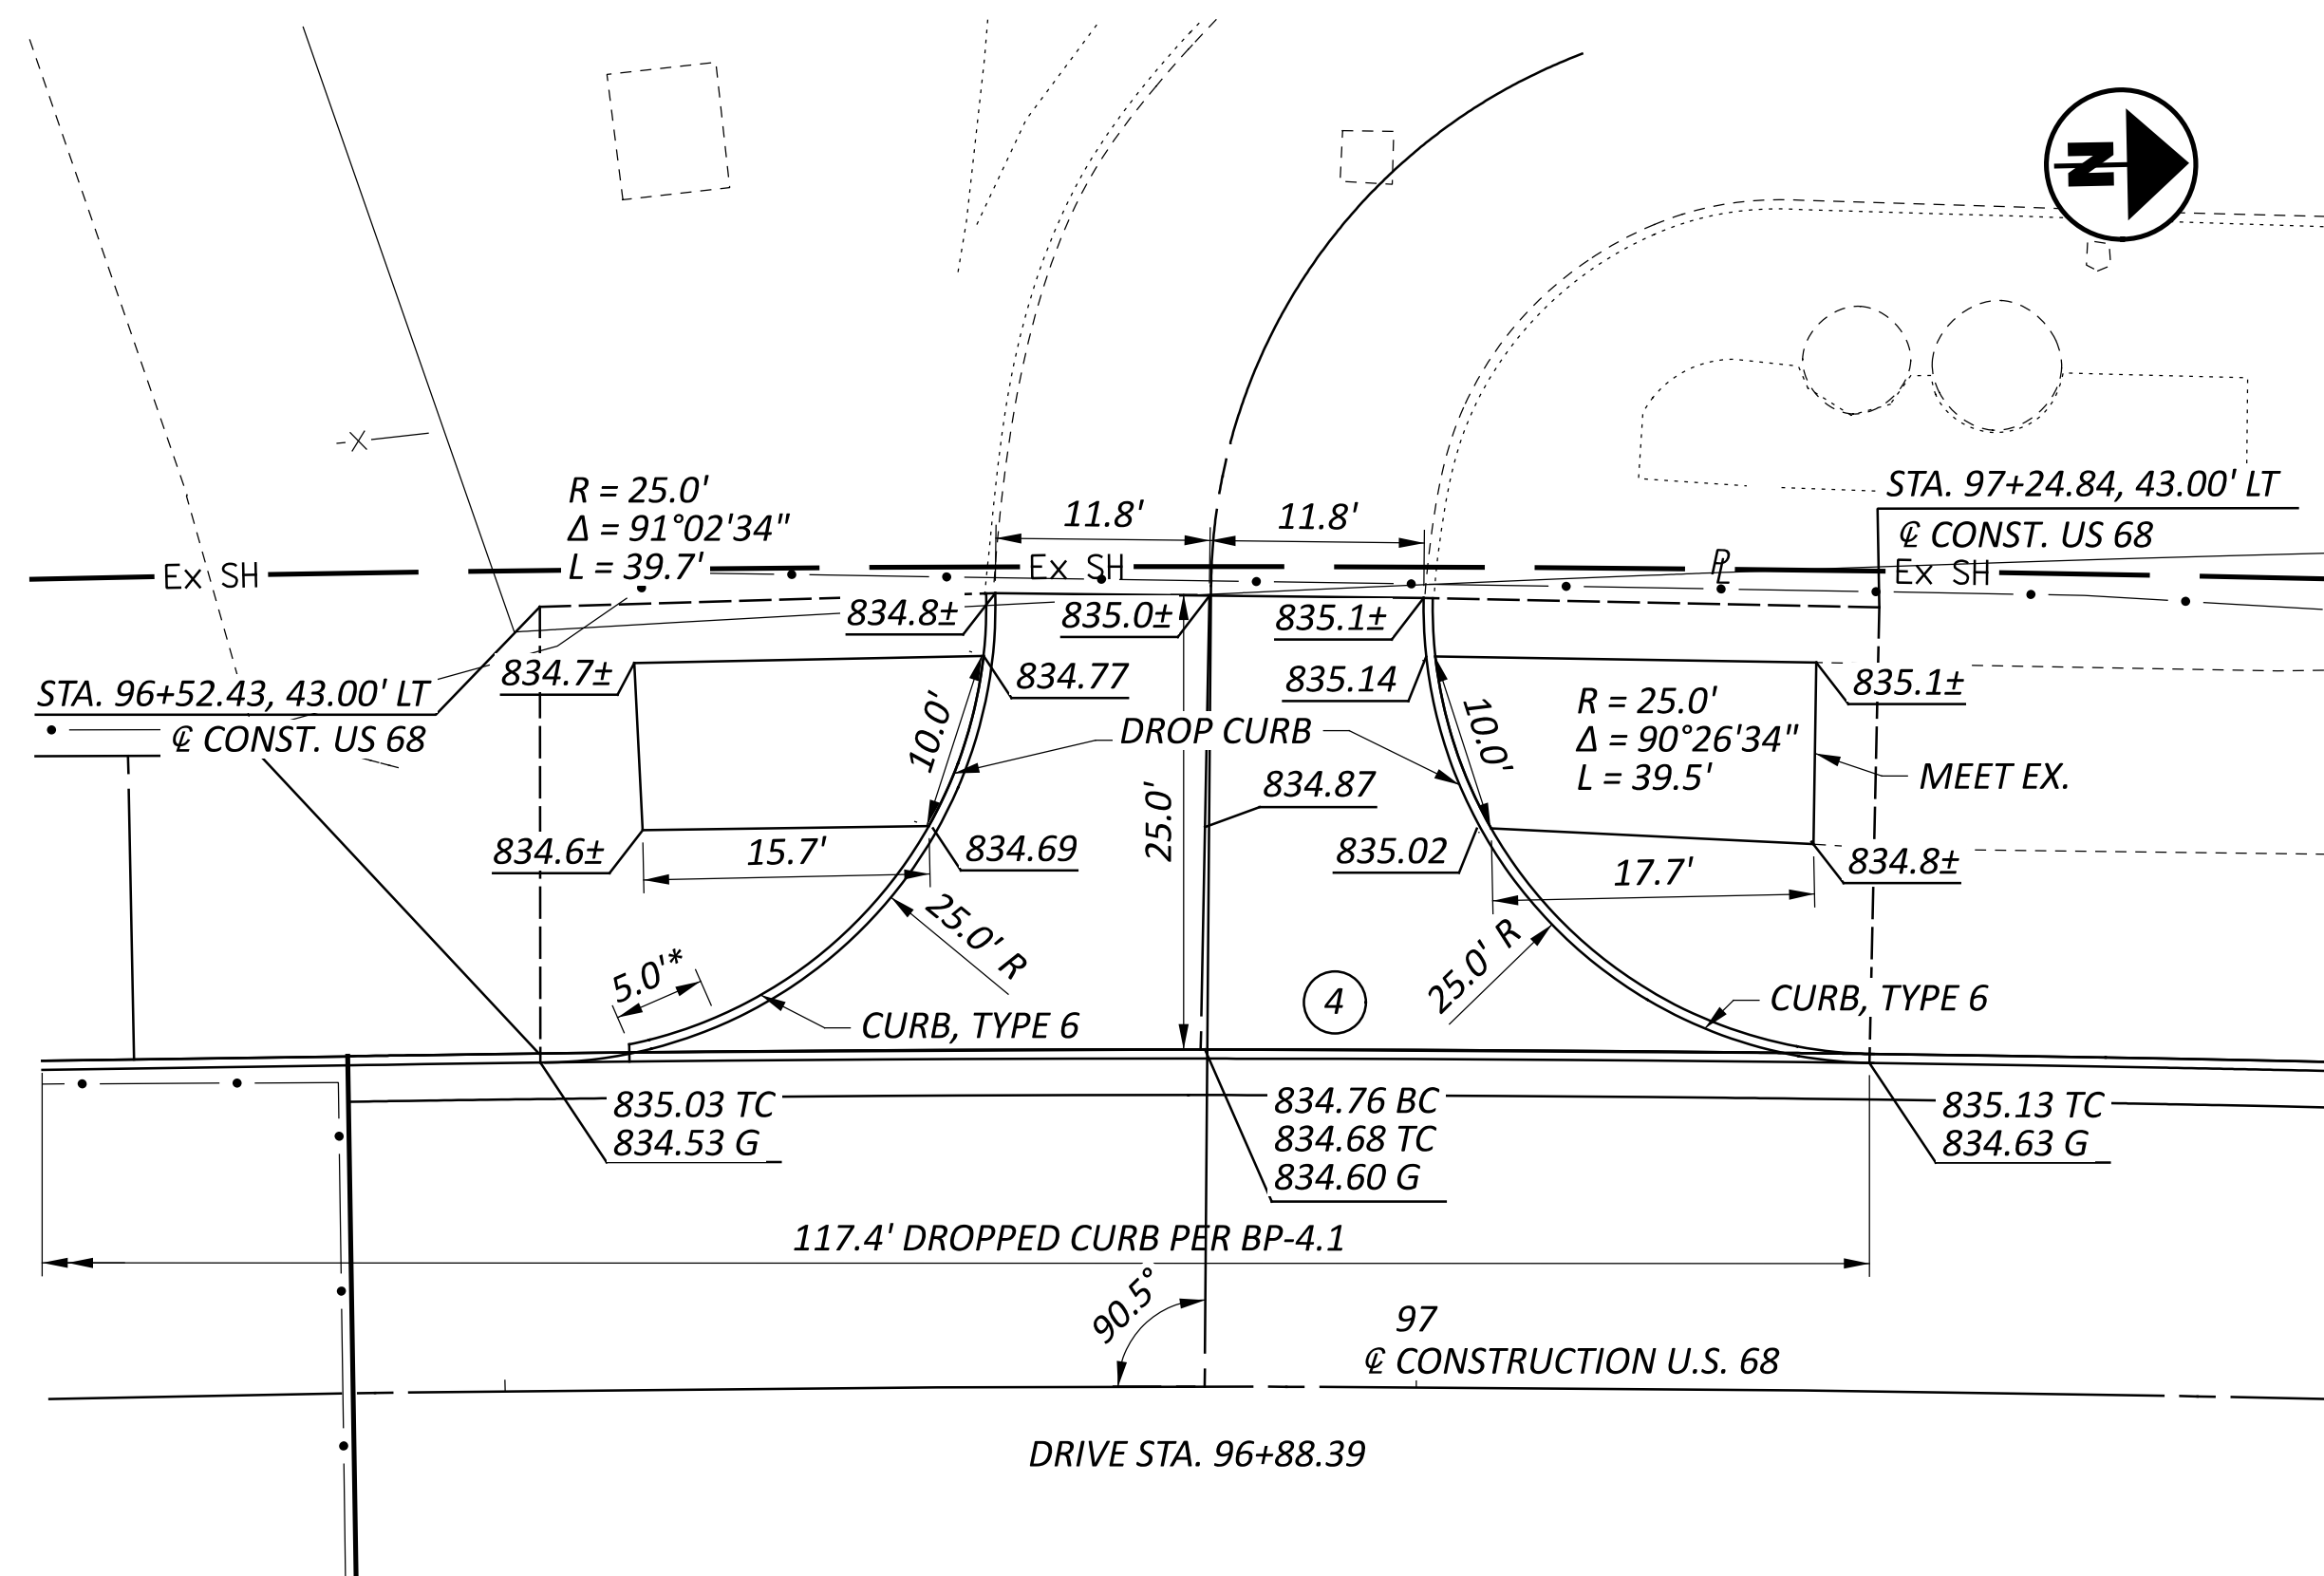 N
R = 25.0'
Δ = 91°02'34"
L = 39.7'
11.8'
11.8'
STA. 97+24.84, 43.00' LT
℄ CONST. US 68
Ex SH
Ex SH
℄ Ex SH
834.8±
835.0±
835.1±
834.7±
834.77
835.14
835.1±
STA. 96+52.43, 43.00' LT
℄ CONST. US 68
10.0'
DROP CURB
10.0'
R = 25.0'
Δ = 90°26'34"
L = 39.5'
MEET EX.
25.0'
834.87
834.6±
15.7'
834.69
835.02
17.7'
834.8±
5.0'*
25.0' R
25.0' R
4
CURB, TYPE 6
CURB, TYPE 6
835.03 TC
834.53 G
834.76 BC
834.68 TC
834.60 G
835.13 TC
834.63 G
117.4' DROPPED CURB PER BP-4.1
90.5°
97
℄ CONSTRUCTION U.S. 68
DRIVE STA. 96+88.39